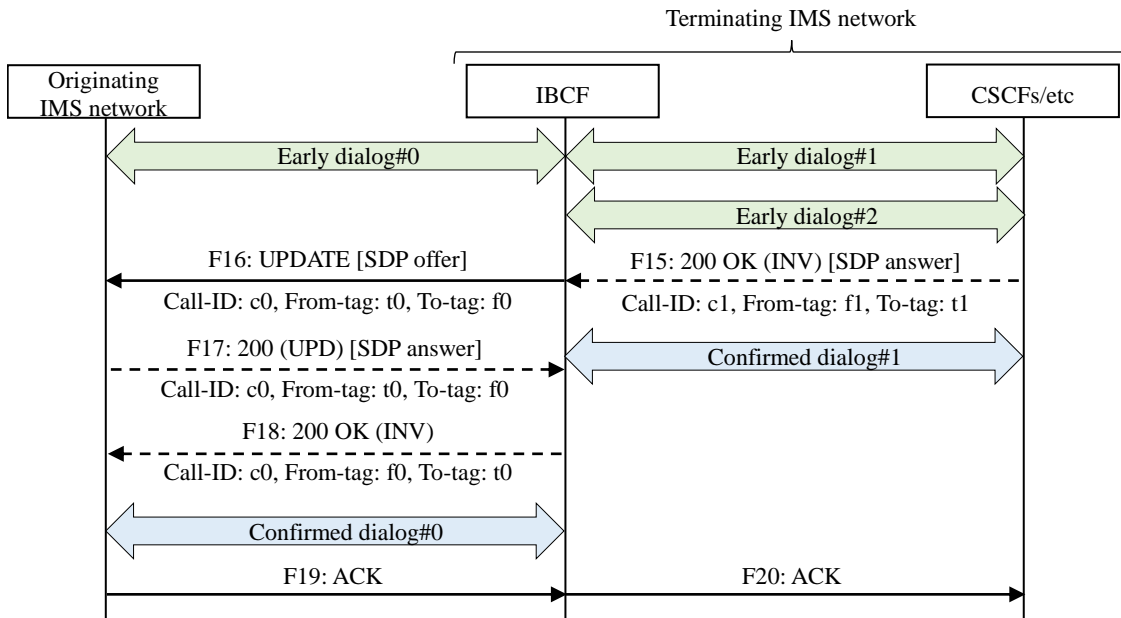 Terminating IMS network
Originating
IMS network
IBCF
CSCFs/etc
Early dialog#0
Early dialog#1
Early dialog#2
F16: UPDATE [SDP offer]
F15: 200 OK (INV) [SDP answer]
Call-ID: c0, From-tag: t0, To-tag: f0
Call-ID: c1, From-tag: f1, To-tag: t1
F17: 200 (UPD) [SDP answer]
Confirmed dialog#1
Call-ID: c0, From-tag: t0, To-tag: f0
F18: 200 OK (INV)
Call-ID: c0, From-tag: f0, To-tag: t0
Confirmed dialog#0
F19: ACK
F20: ACK